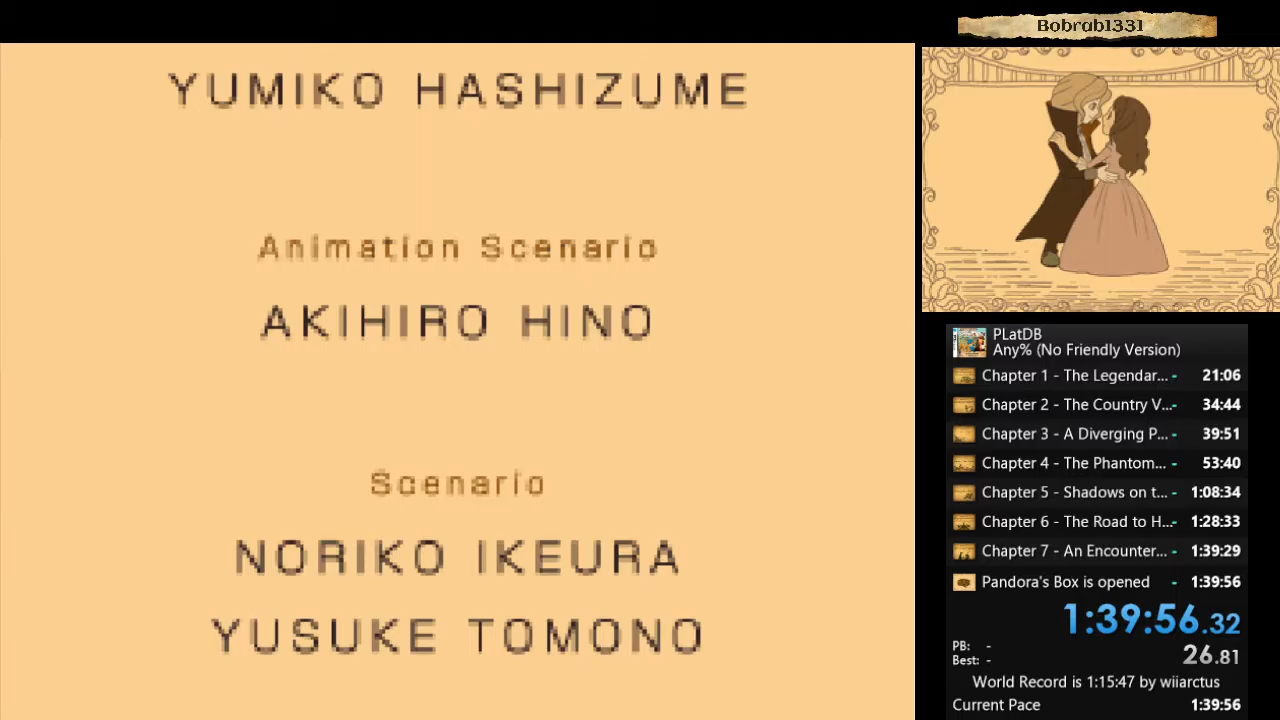 Bobrab1331
YUMIKO HASHIZUME
Animation Scenario
AKIHIRO HINO
Scenario
NORIKO IKEURA
YUSUKE TOMONO
PLatDB
Any% (No Friendly Version)
Chapter 1 - The Legendar... - 21:06
Chapter 2 - The Country V... - 34:44
Chapter 3 - A Diverging P... - 39:51
Chapter 4 - The Phantom... - 53:40
Chapter 5 - Shadows on t... - 1:08:34
Chapter 6 - The Road to H... - 1:28:33
Chapter 7 - An Encounter... - 1:39:29
Pandora's Box is opened - 1:39:56
1:39:56.32
PB: -
Best: -
26.81
World Record is 1:15:47 by wiiarctus
Current Pace 1:39:56